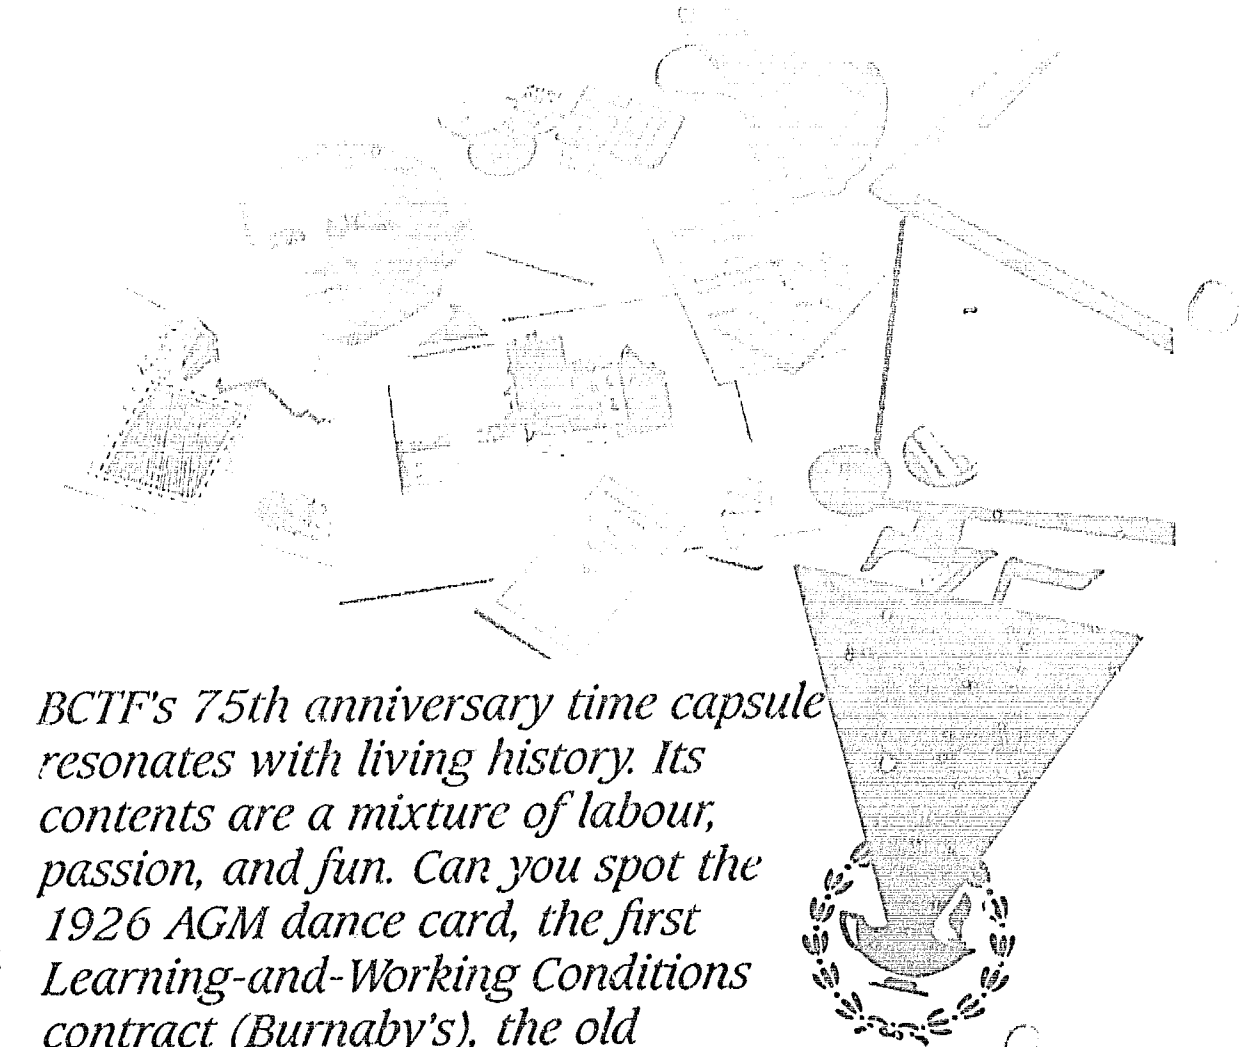 BCTF's 75th anniversary time capsule
resonates with living history. Its
contents are a mixture of labour,
passion, and fun. Can you spot the
1926 AGM dance card, the first
Learning-and-Working Conditions
contract (Burnaby's), the old